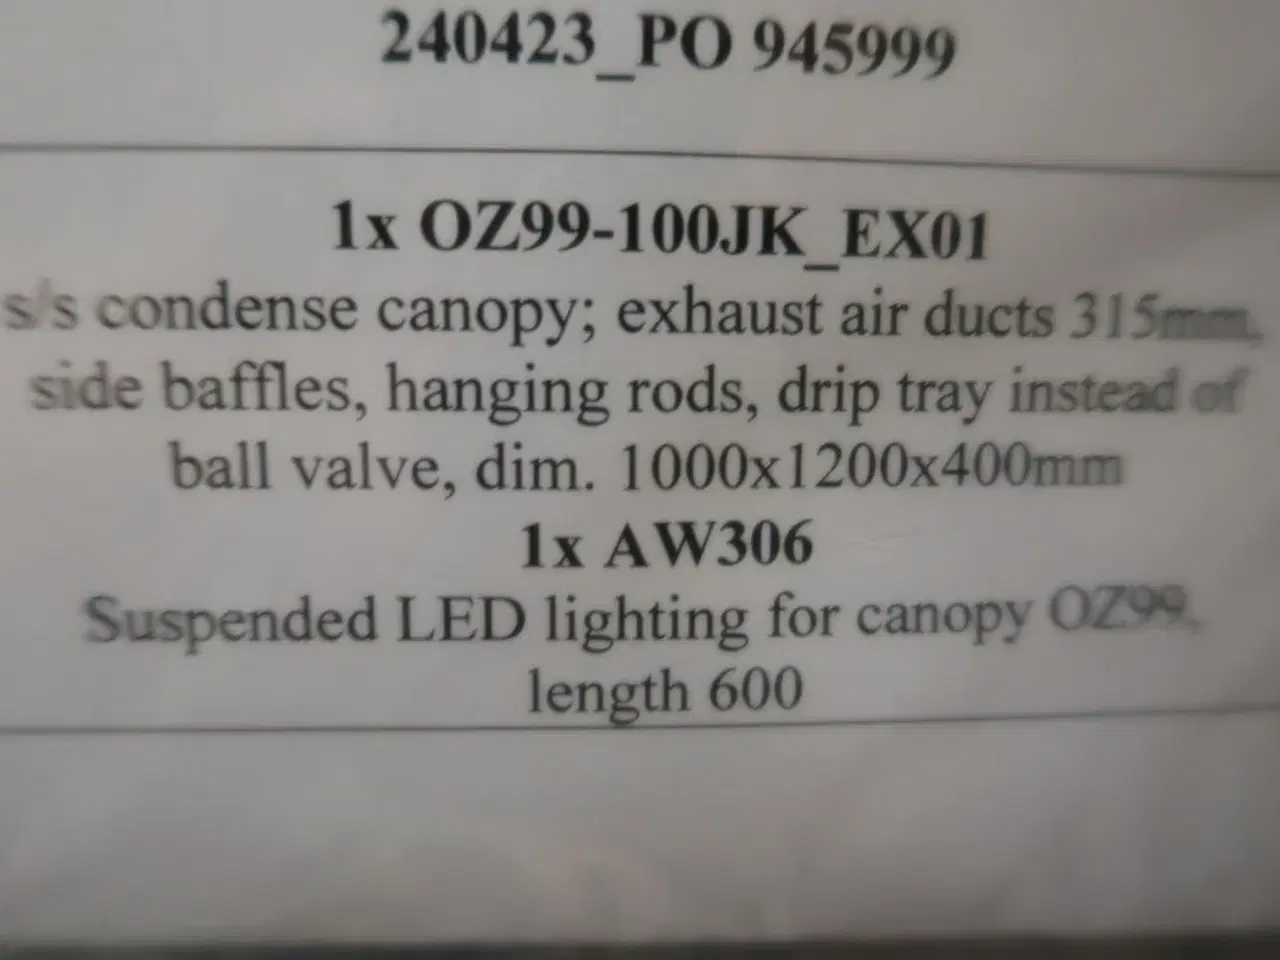 240423_PO 945999
1x OZ99-100JK_EX01
s/s condense canopy; exhaust air ducts 315mm,
side baffles, hanging rods, drip tray instead of
ball valve, dim. 1000x1200x400mm
1x AW306
Suspended LED lighting for canopy OZ99,
length 600